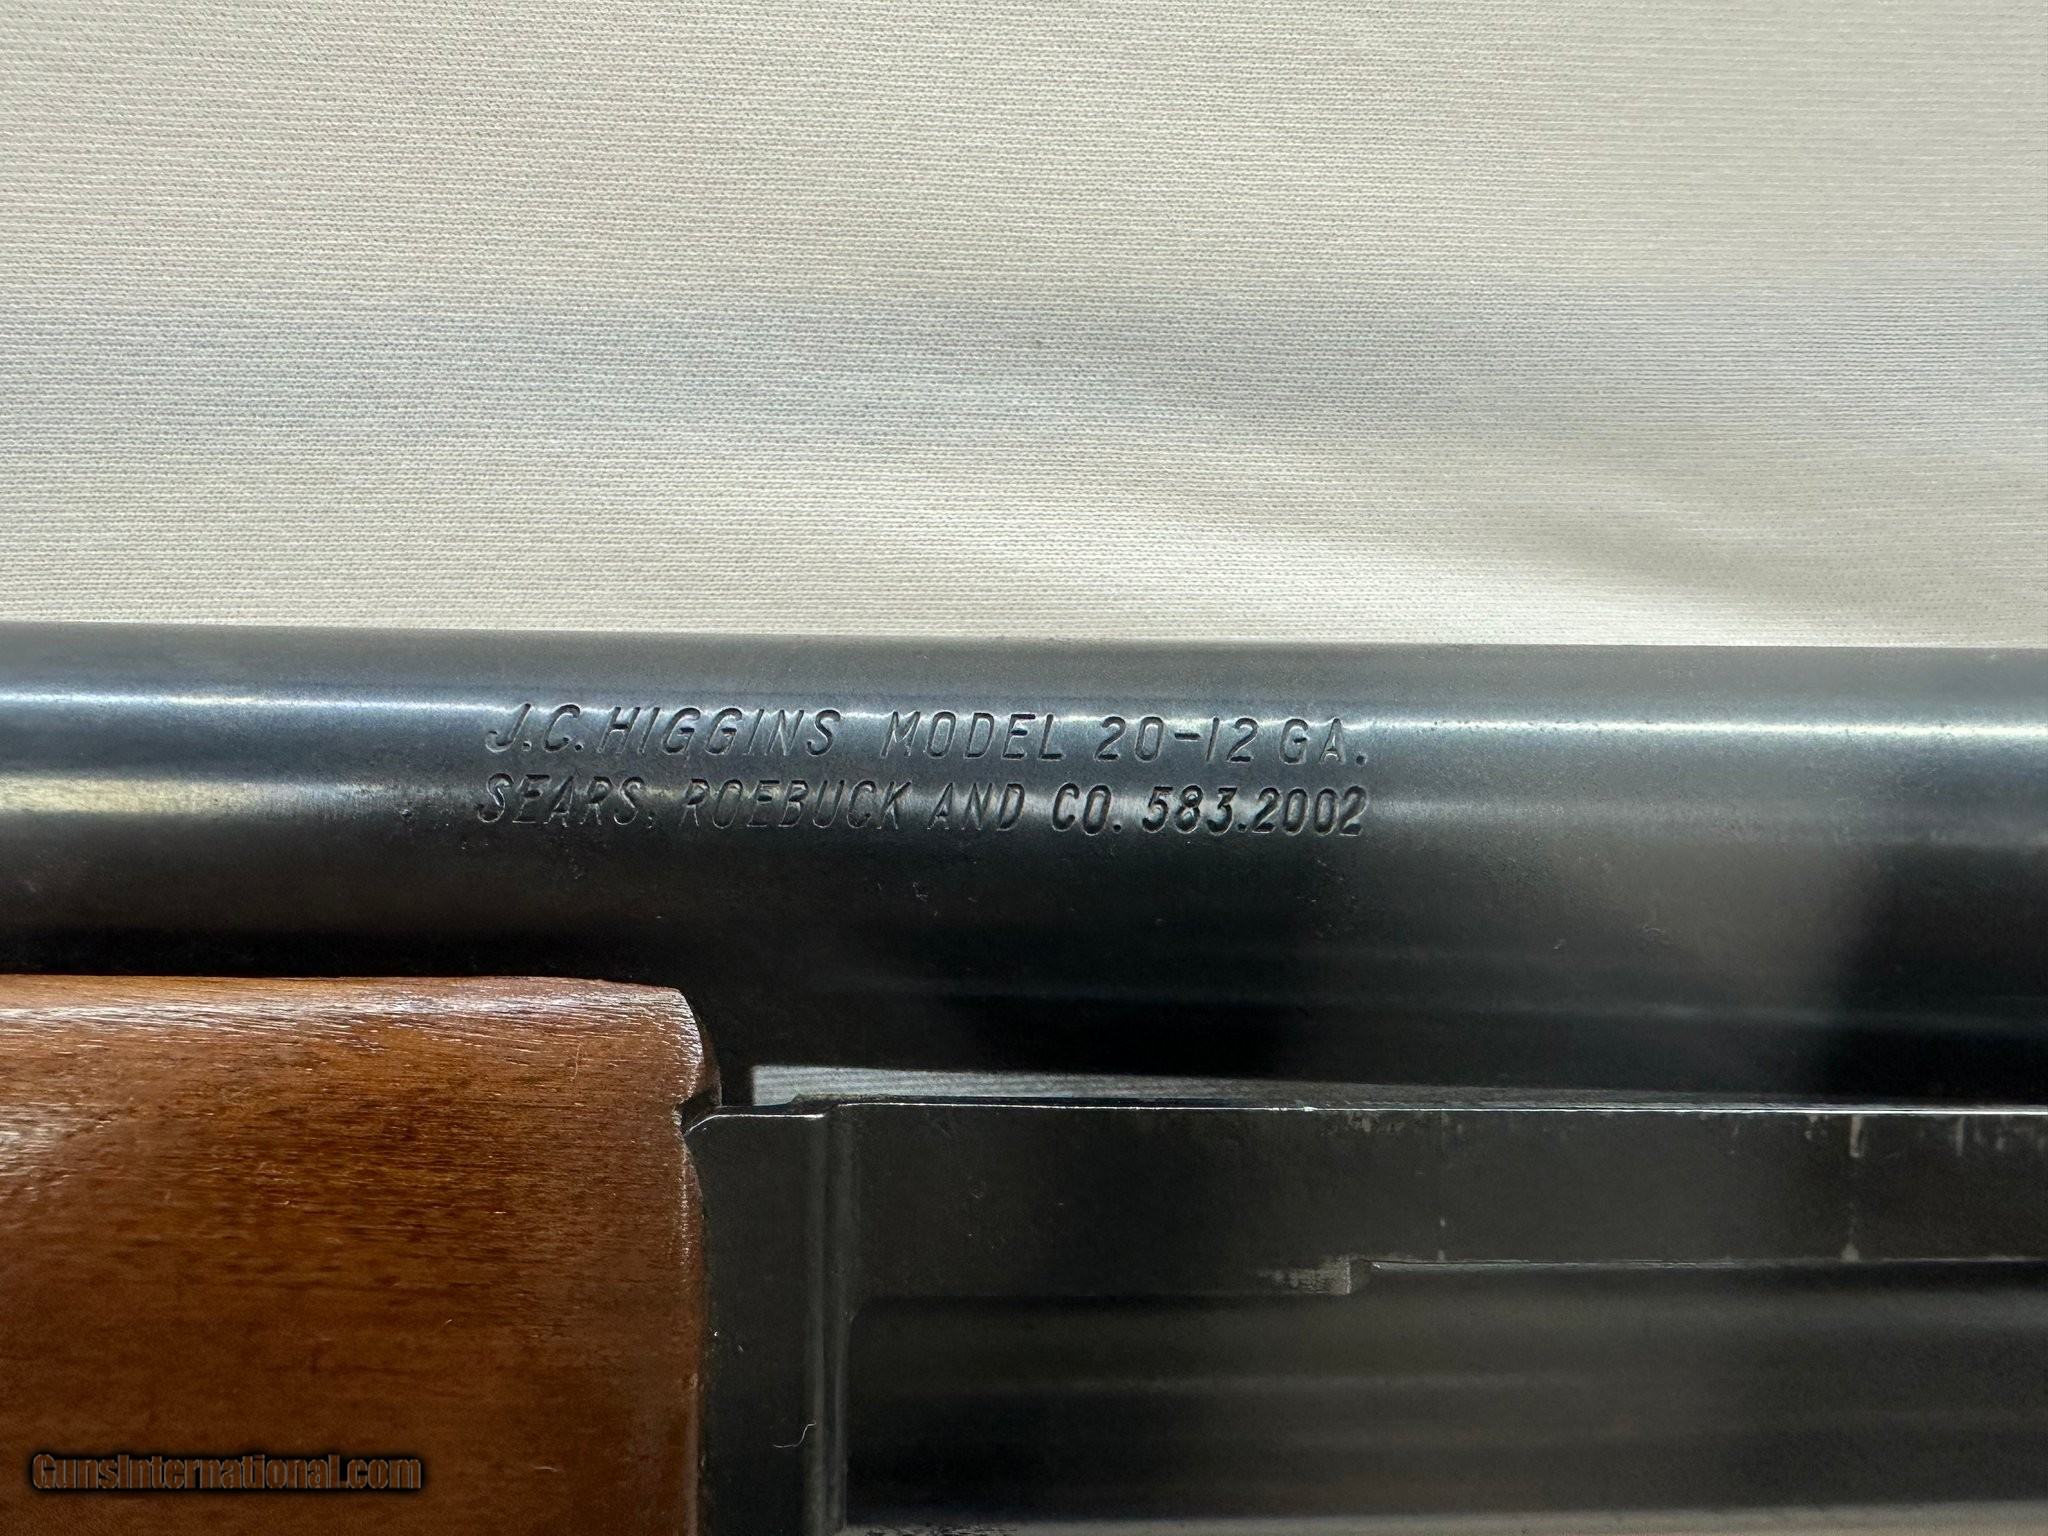 J.C. HIGGINS MODEL 20-12 GA.
SEARS, ROEBUCK AND CO. 583.2002
GunsInternational.com